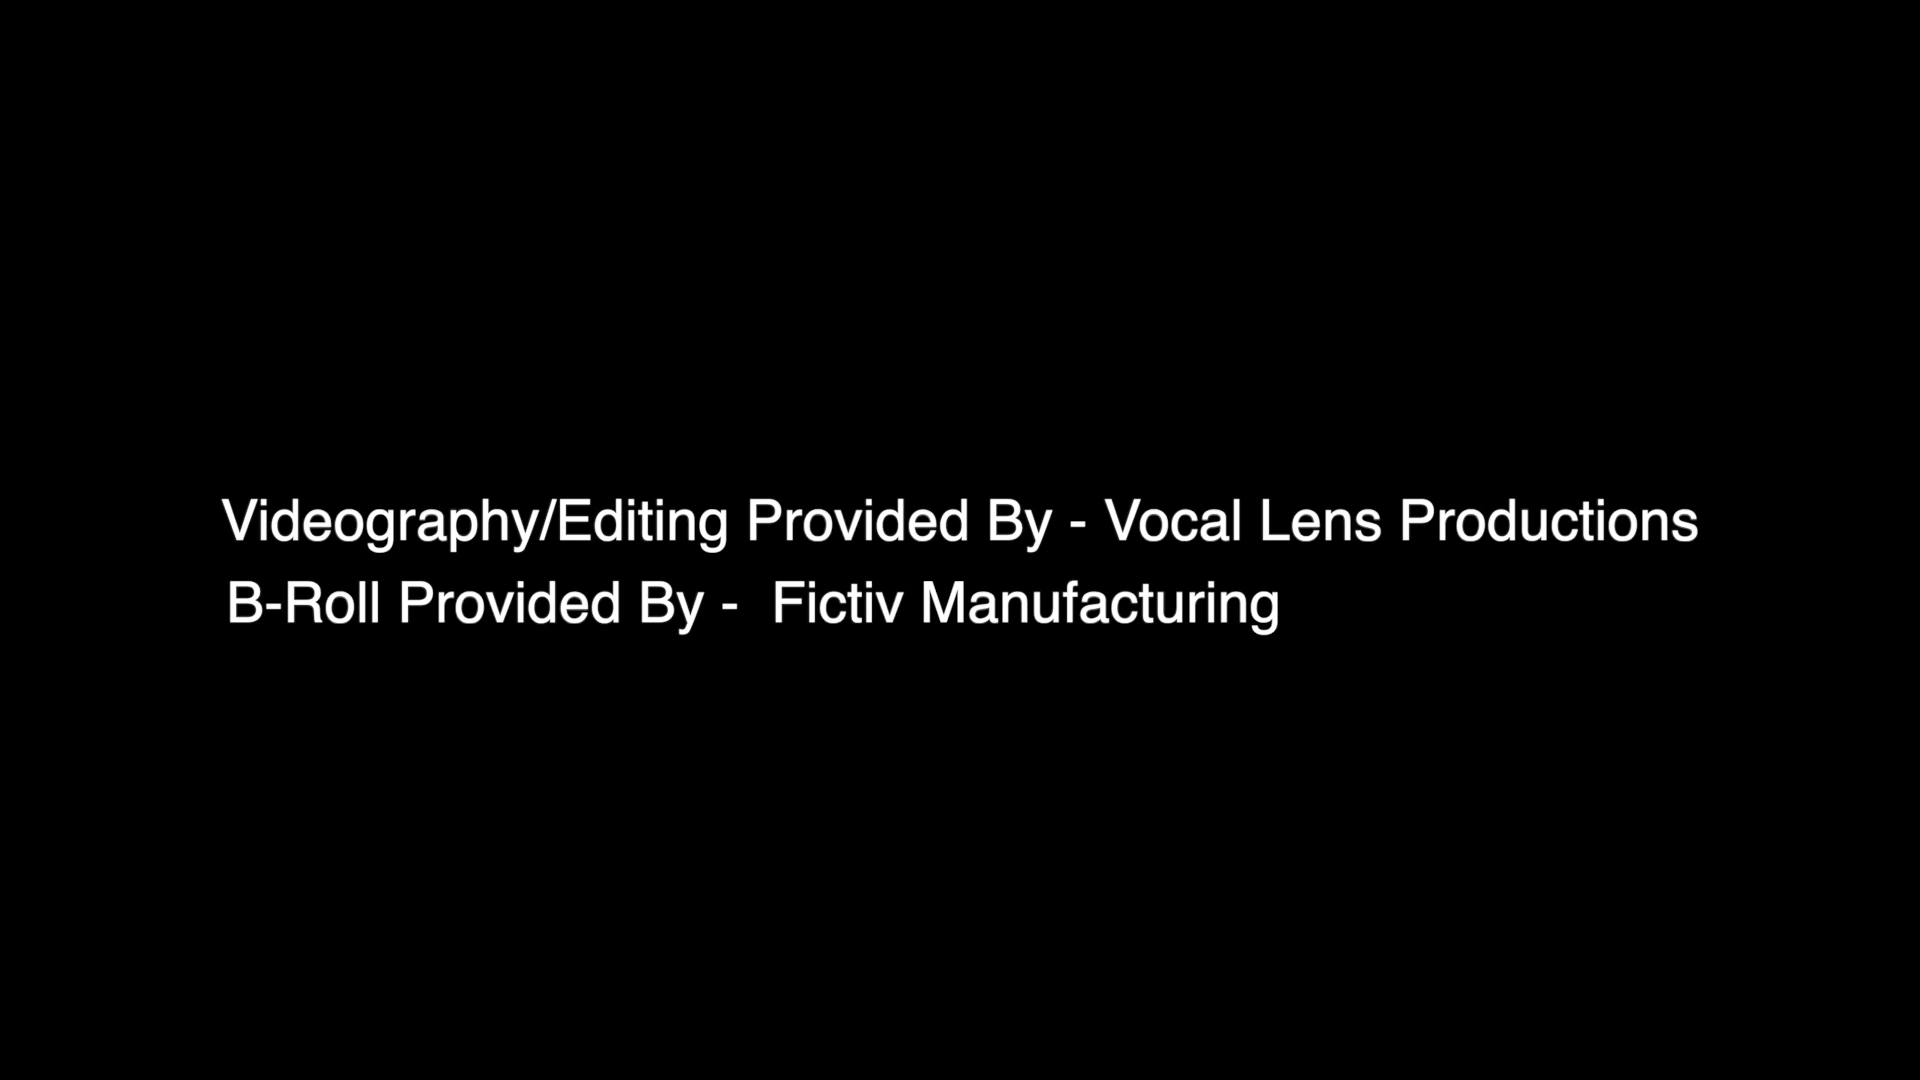 Videography/Editing Provided By - Vocal Lens Productions
B-Roll Provided By -  Fictiv Manufacturing